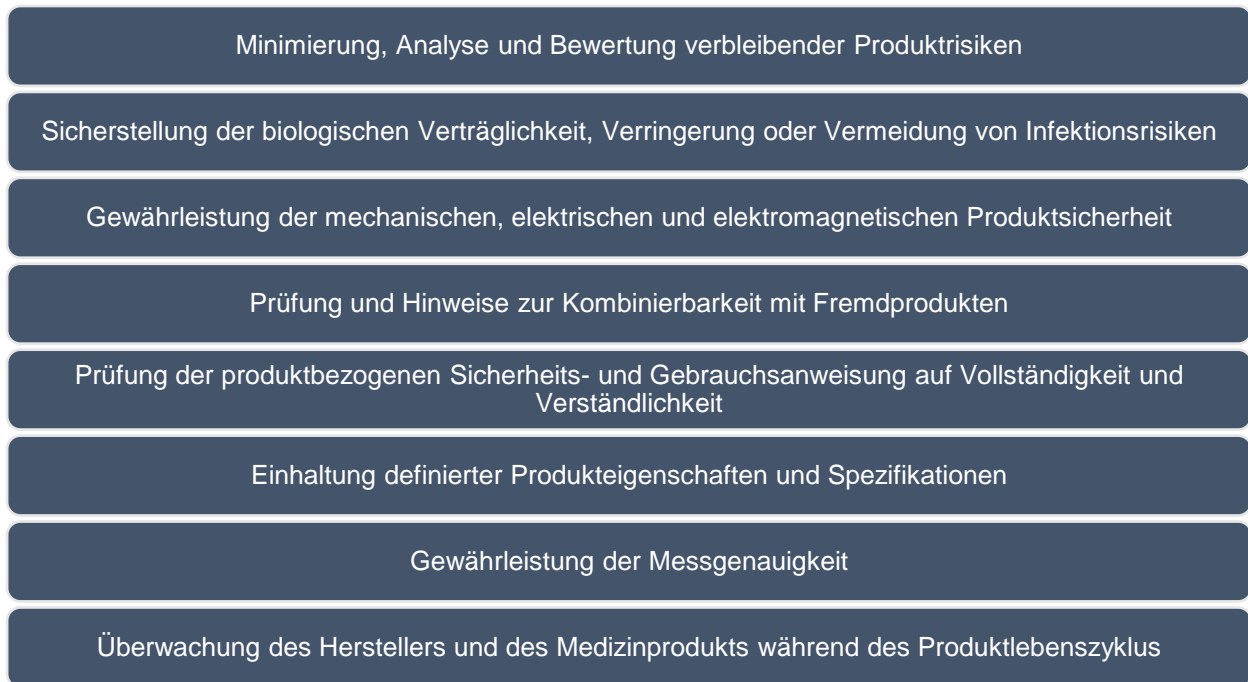 Minimierung, Analyse und Bewertung verbleibender Produktrisiken
Sicherstellung der biologischen Verträglichkeit, Verringerung oder Vermeidung von Infektionsrisiken
Gewährleistung der mechanischen, elektrischen und elektromagnetischen Produktsicherheit
Prüfung und Hinweise zur Kombinierbarkeit mit Fremdprodukten
Prüfung der produktbezogenen Sicherheits- und Gebrauchsanweisung auf Vollständigkeit und
Verständlichkeit
Einhaltung definierter Produkteigenschaften und Spezifikationen
Gewährleistung der Messgenauigkeit
Überwachung des Herstellers und des Medizinprodukts während des Produktlebenszyklus